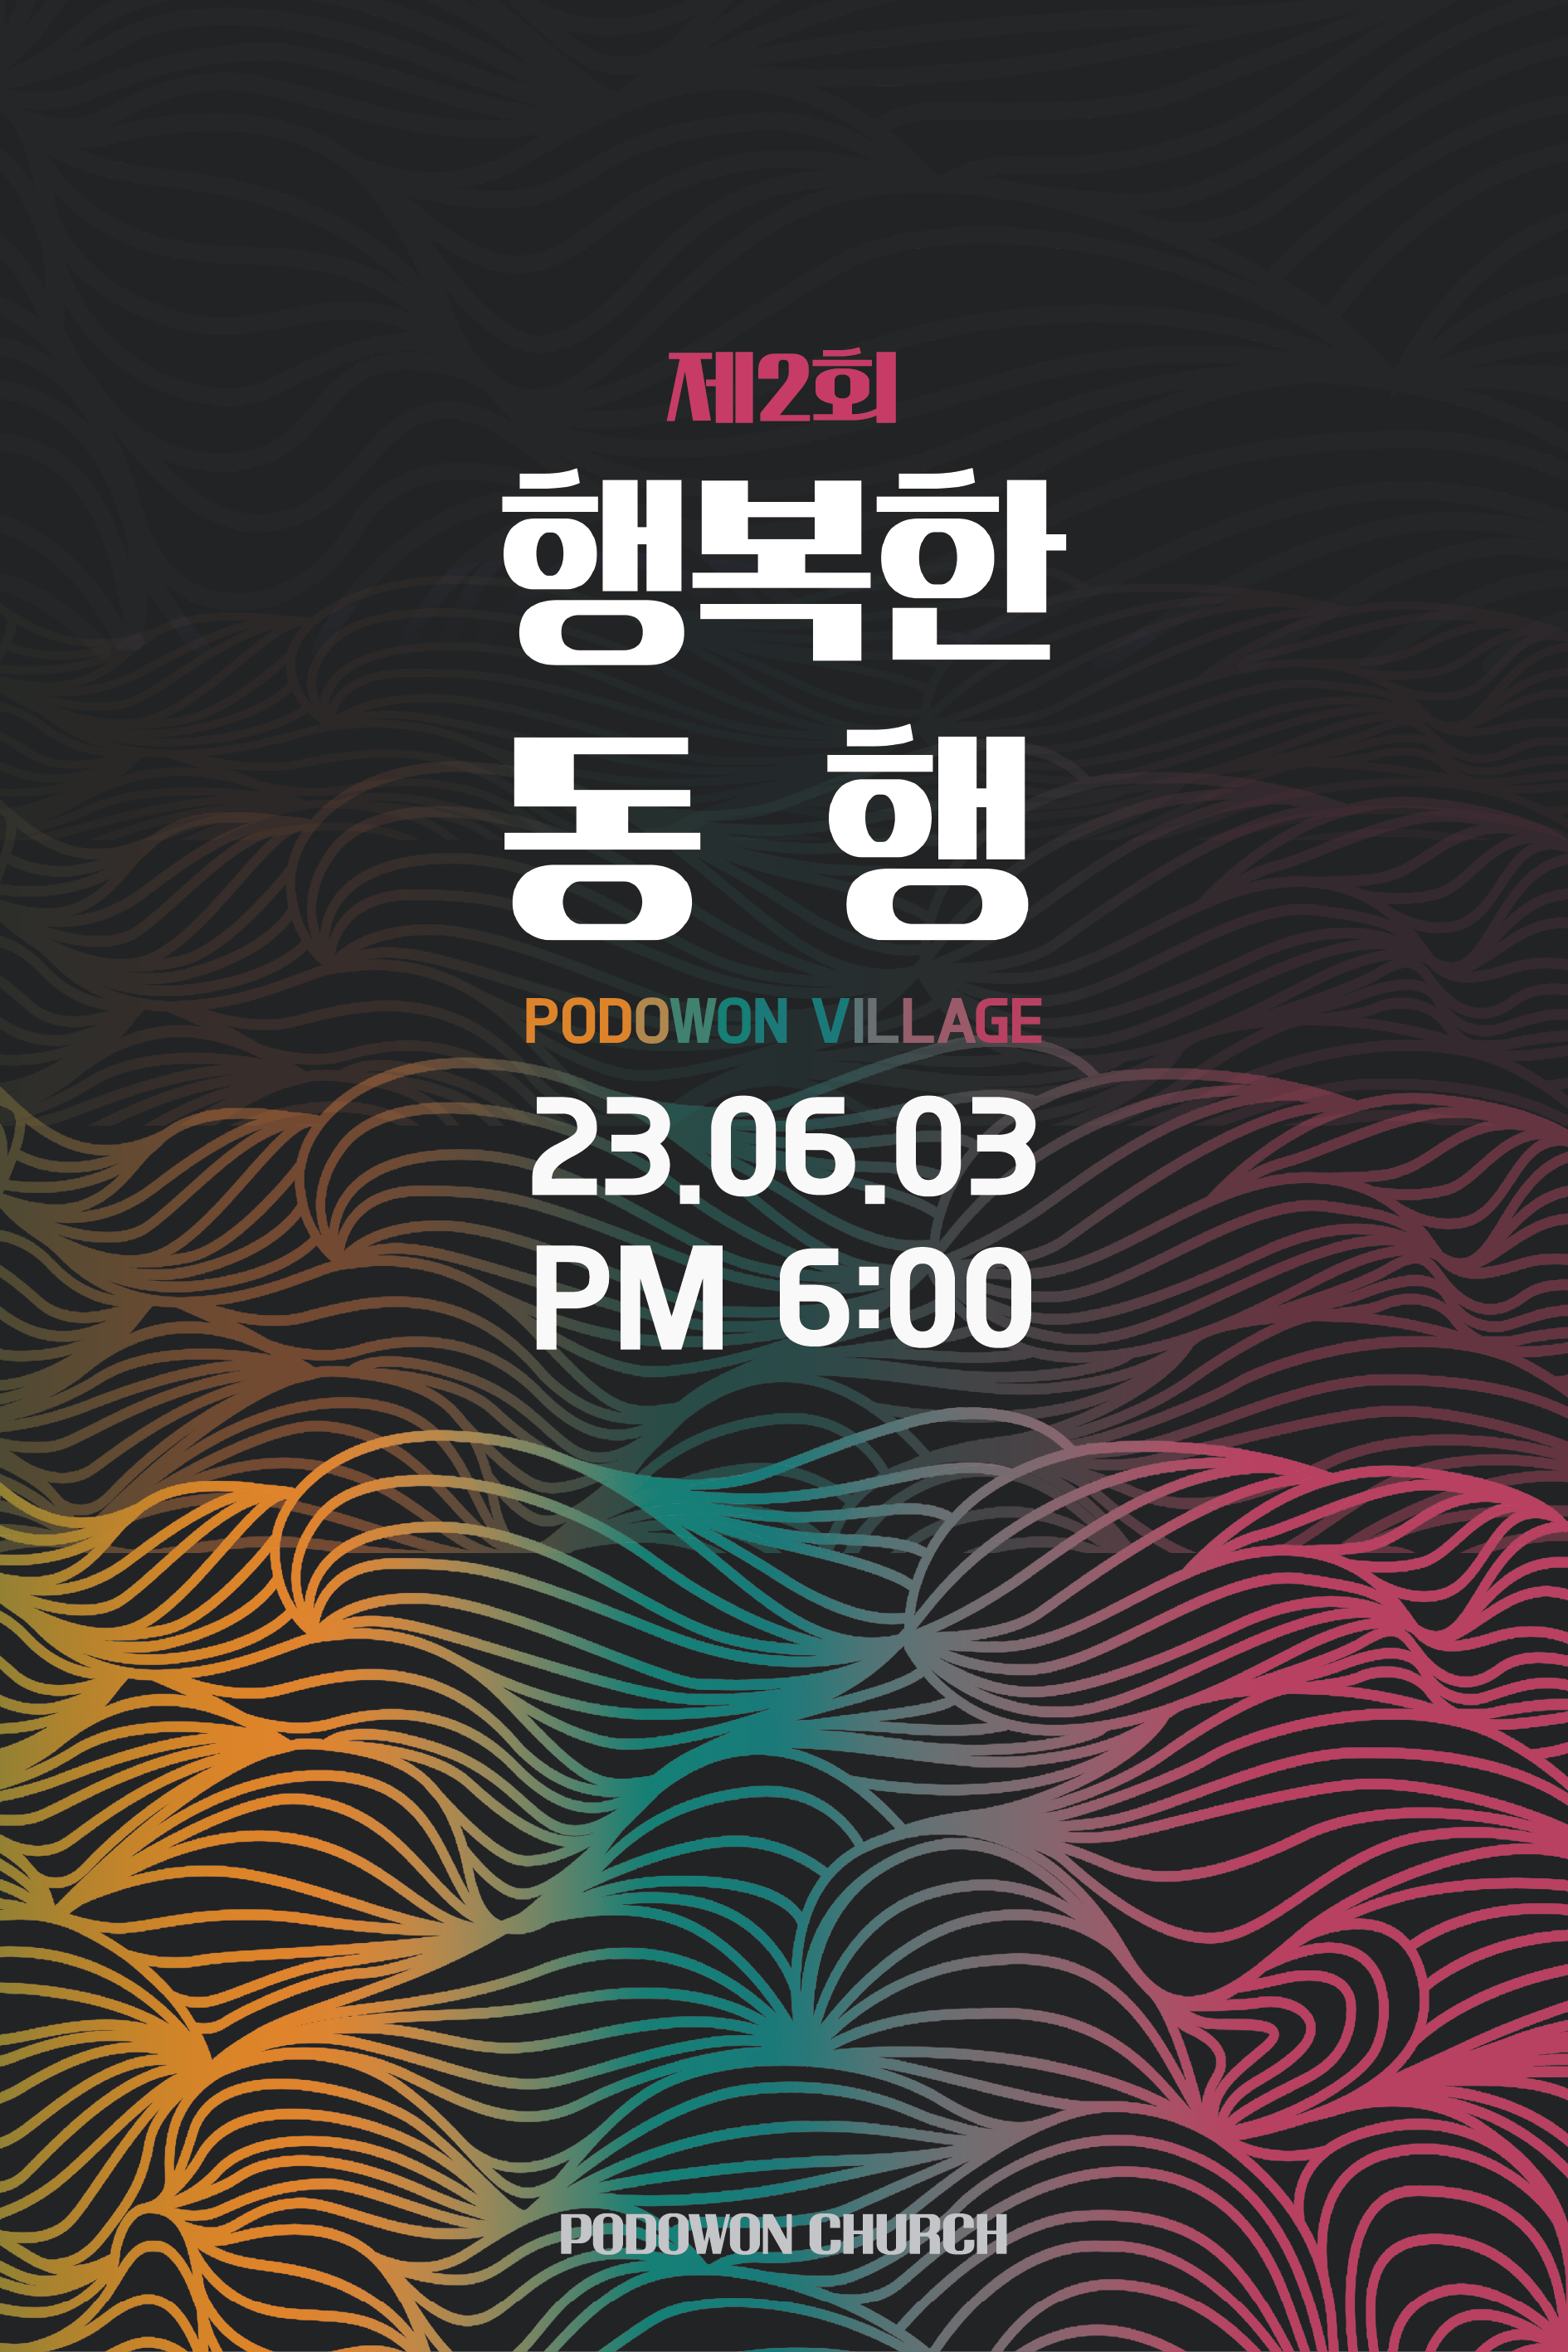 제2회
행복한
동 행
PODOWON VILLAGE
23.06.03
PM 6:00
PODOWON CHURCH